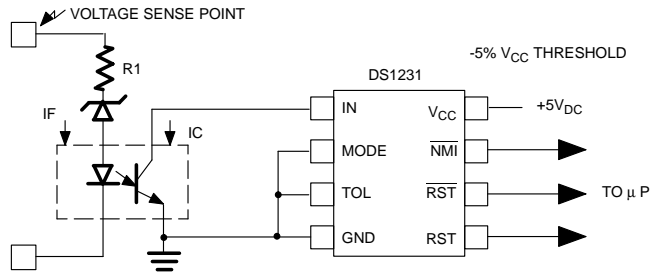 VOLTAGE SENSE POINT
-5% VCC THRESHOLD
R1
DS1231
IN
VCC
+5VDC
IF
IC
MODE
NMI
TOL
RST
TO µ P
GND
RST